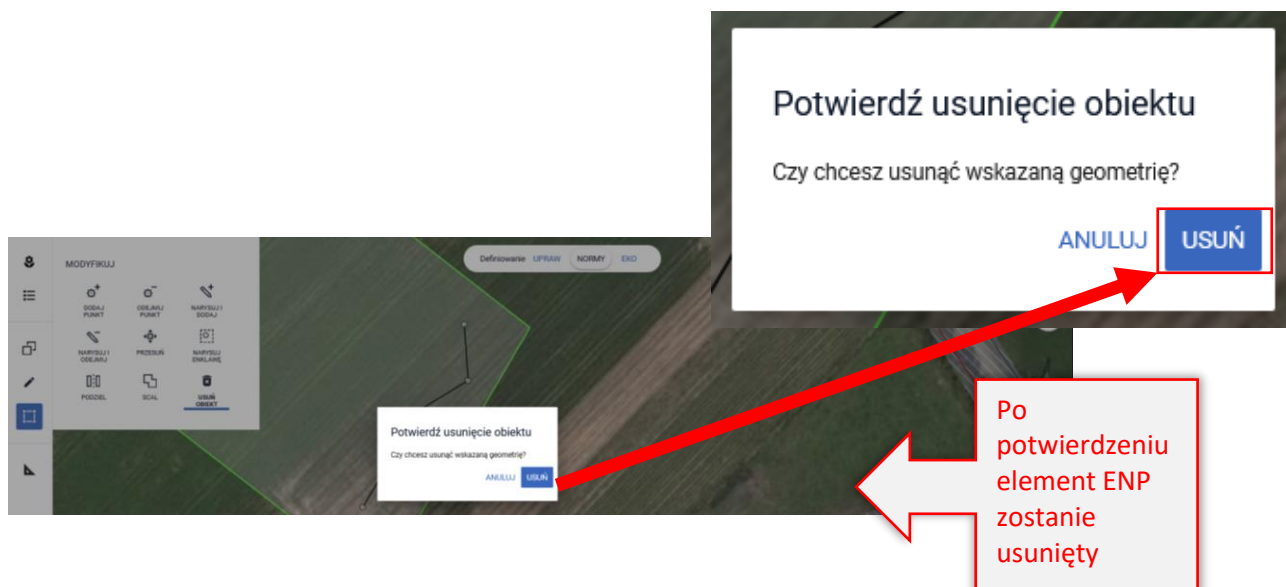 Potwierdź usunięcie obiektu
Czy chcesz usunąć wskazaną geometrię?
ANULUJ USUŃ
MODYFIKUJ
Definiowanie UPRAW NORMY EKO
DODAJ
PUNKT
ODEJMIJ
PUNKT
NARYSUJ I
DODAJ
NARYSUJ I
ODEJMIJ
PRZESUŃ
NARYSUJ
ENKLAWĘ
PODZIEL
SCAL
USUŃ
OBIEKT
Potwierdź usunięcie obiektu
Czy chcesz usunąć wskazaną geometrię?
ANULUJ USUŃ
Po
potwierdzeniu
element ENP
zostanie
usunięty